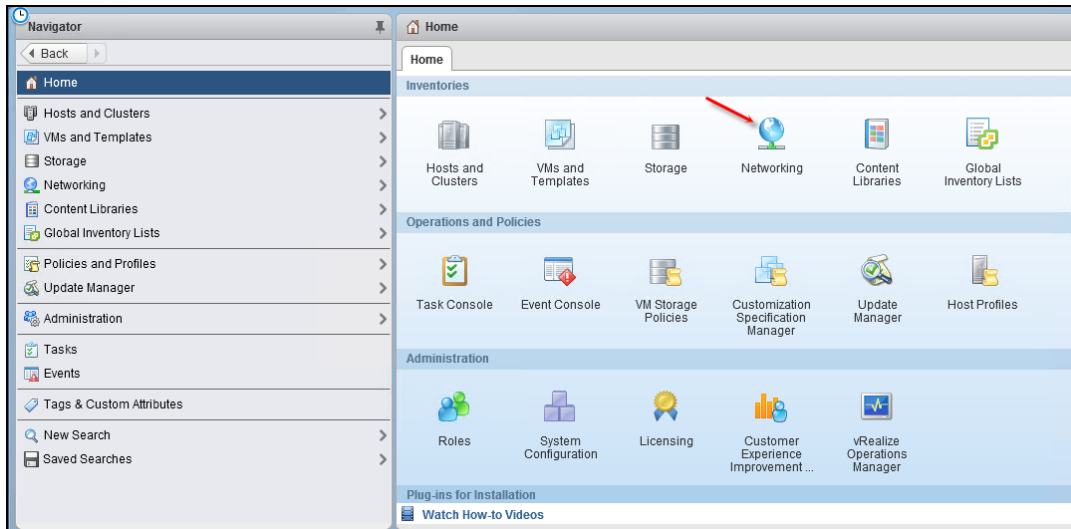 Navigator
Back
Home
Hosts and Clusters
VMs and Templates
Storage
Networking
Content Libraries
Global Inventory Lists
Policies and Profiles
Update Manager
Administration
Tasks
Events
Tags & Custom Attributes
New Search
Saved Searches
Home
Home
Inventories
Hosts and
Clusters
VMs and
Templates
Storage
Networking
Content
Libraries
Global
Inventory Lists
Operations and Policies
Task Console
Event Console
VM Storage
Policies
Customization
Specification
Manager
Update
Manager
Host Profiles
Administration
Roles
System
Configuration
Licensing
Customer
Experience
Improvement ...
vRealize
Operations
Manager
Plug-ins for Installation
Watch How-to Videos